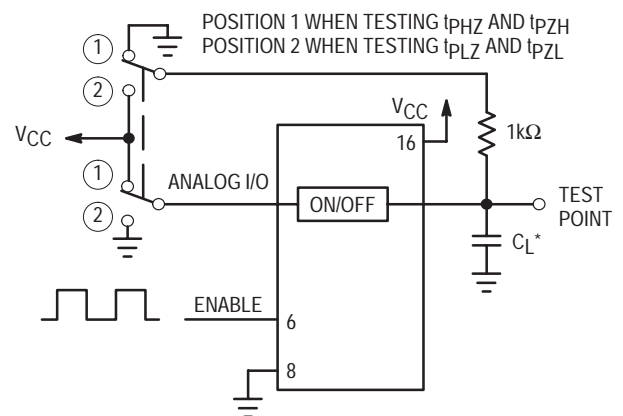 POSITION 1 WHEN TESTING tPHZ AND tPZH
POSITION 2 WHEN TESTING tPLZ AND tPZL
1
2
VCC
VCC
16
1kΩ
1
ANALOG I/O
ON/OFF
TEST
POINT
2
CL*
ENABLE
6
8